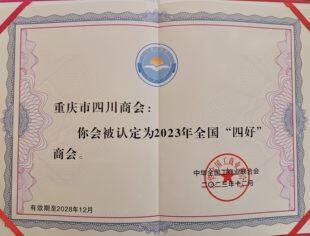 重庆市四川商会：
你会被认定为2023年全国“四好”
商会。
中华全国工商业联合会
二〇二三年十二月
有效期至2028年12月